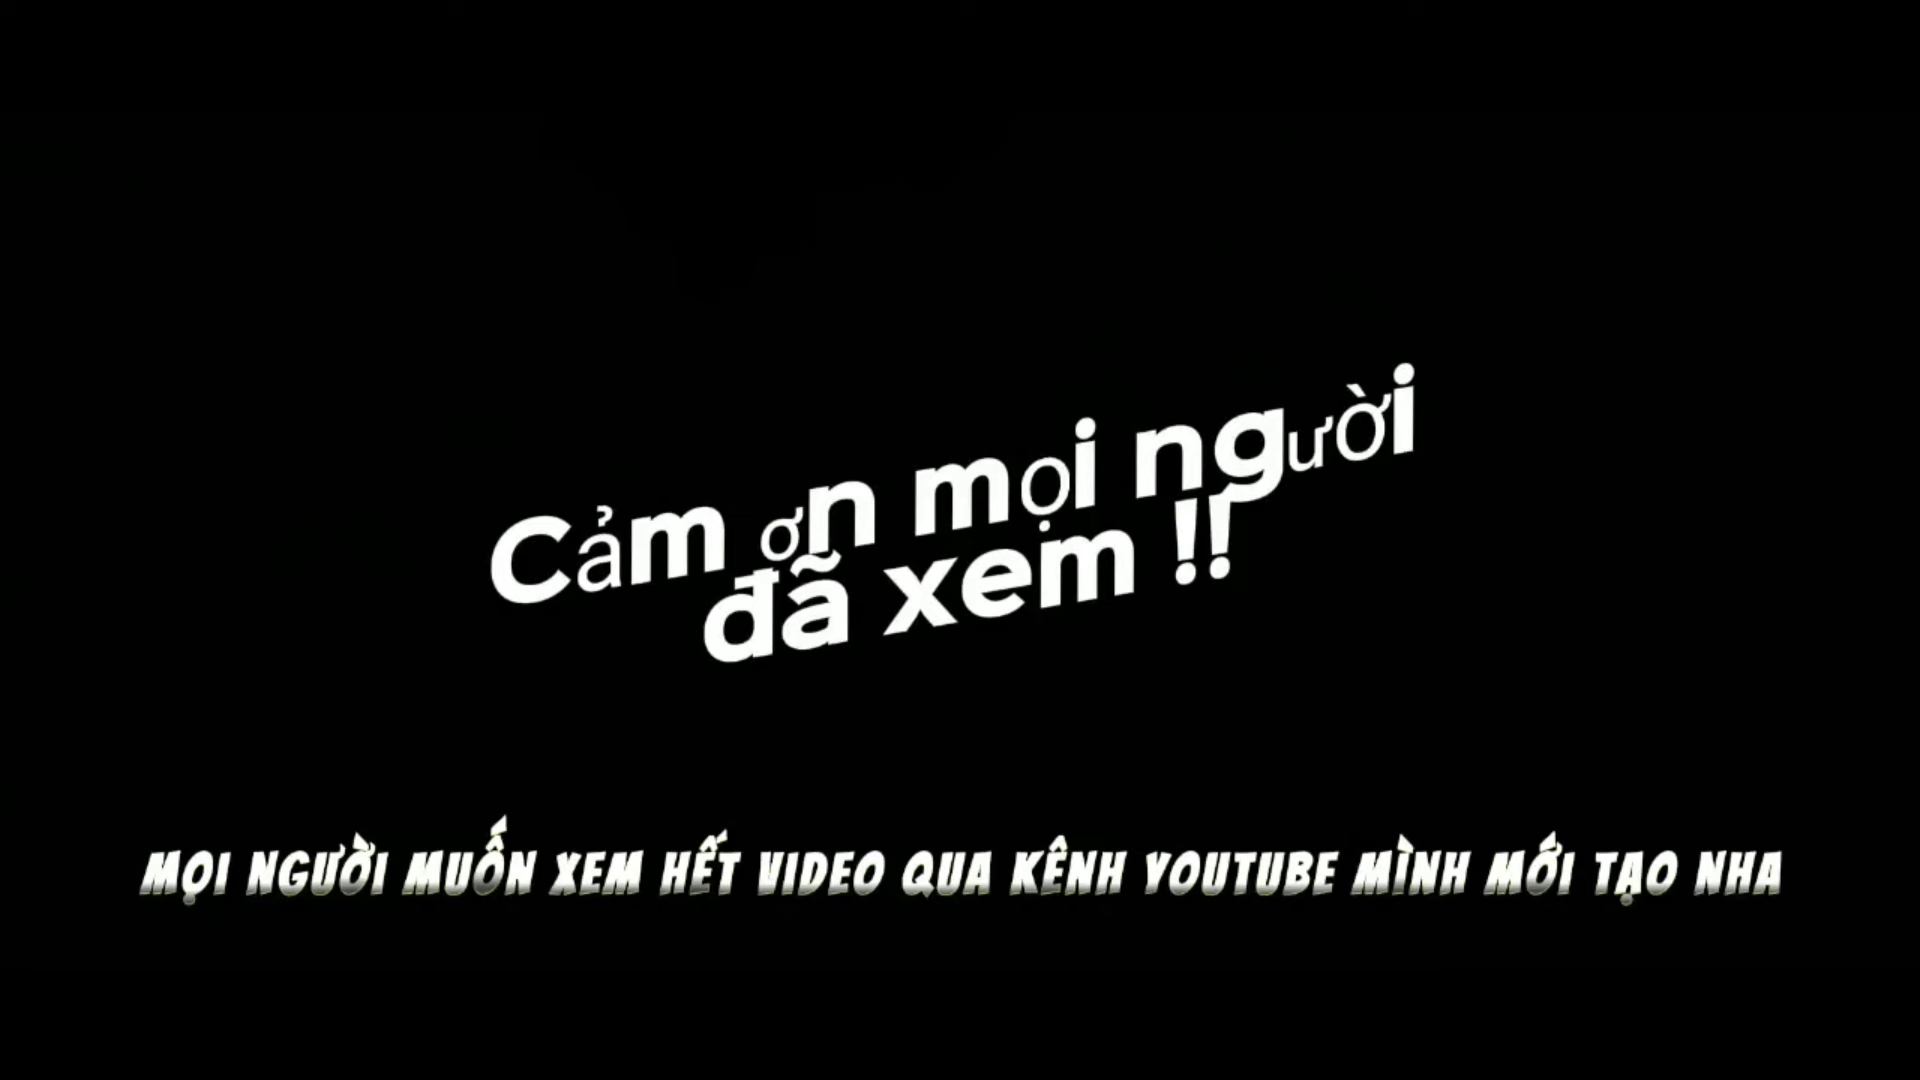 Cảm ơn mọi người
đã xem !!
MỌI NGƯỜI MUỐN XEM HẾT VIDEO QUA KÊNH YOUTUBE MÌNH MỚI TẠO NHA